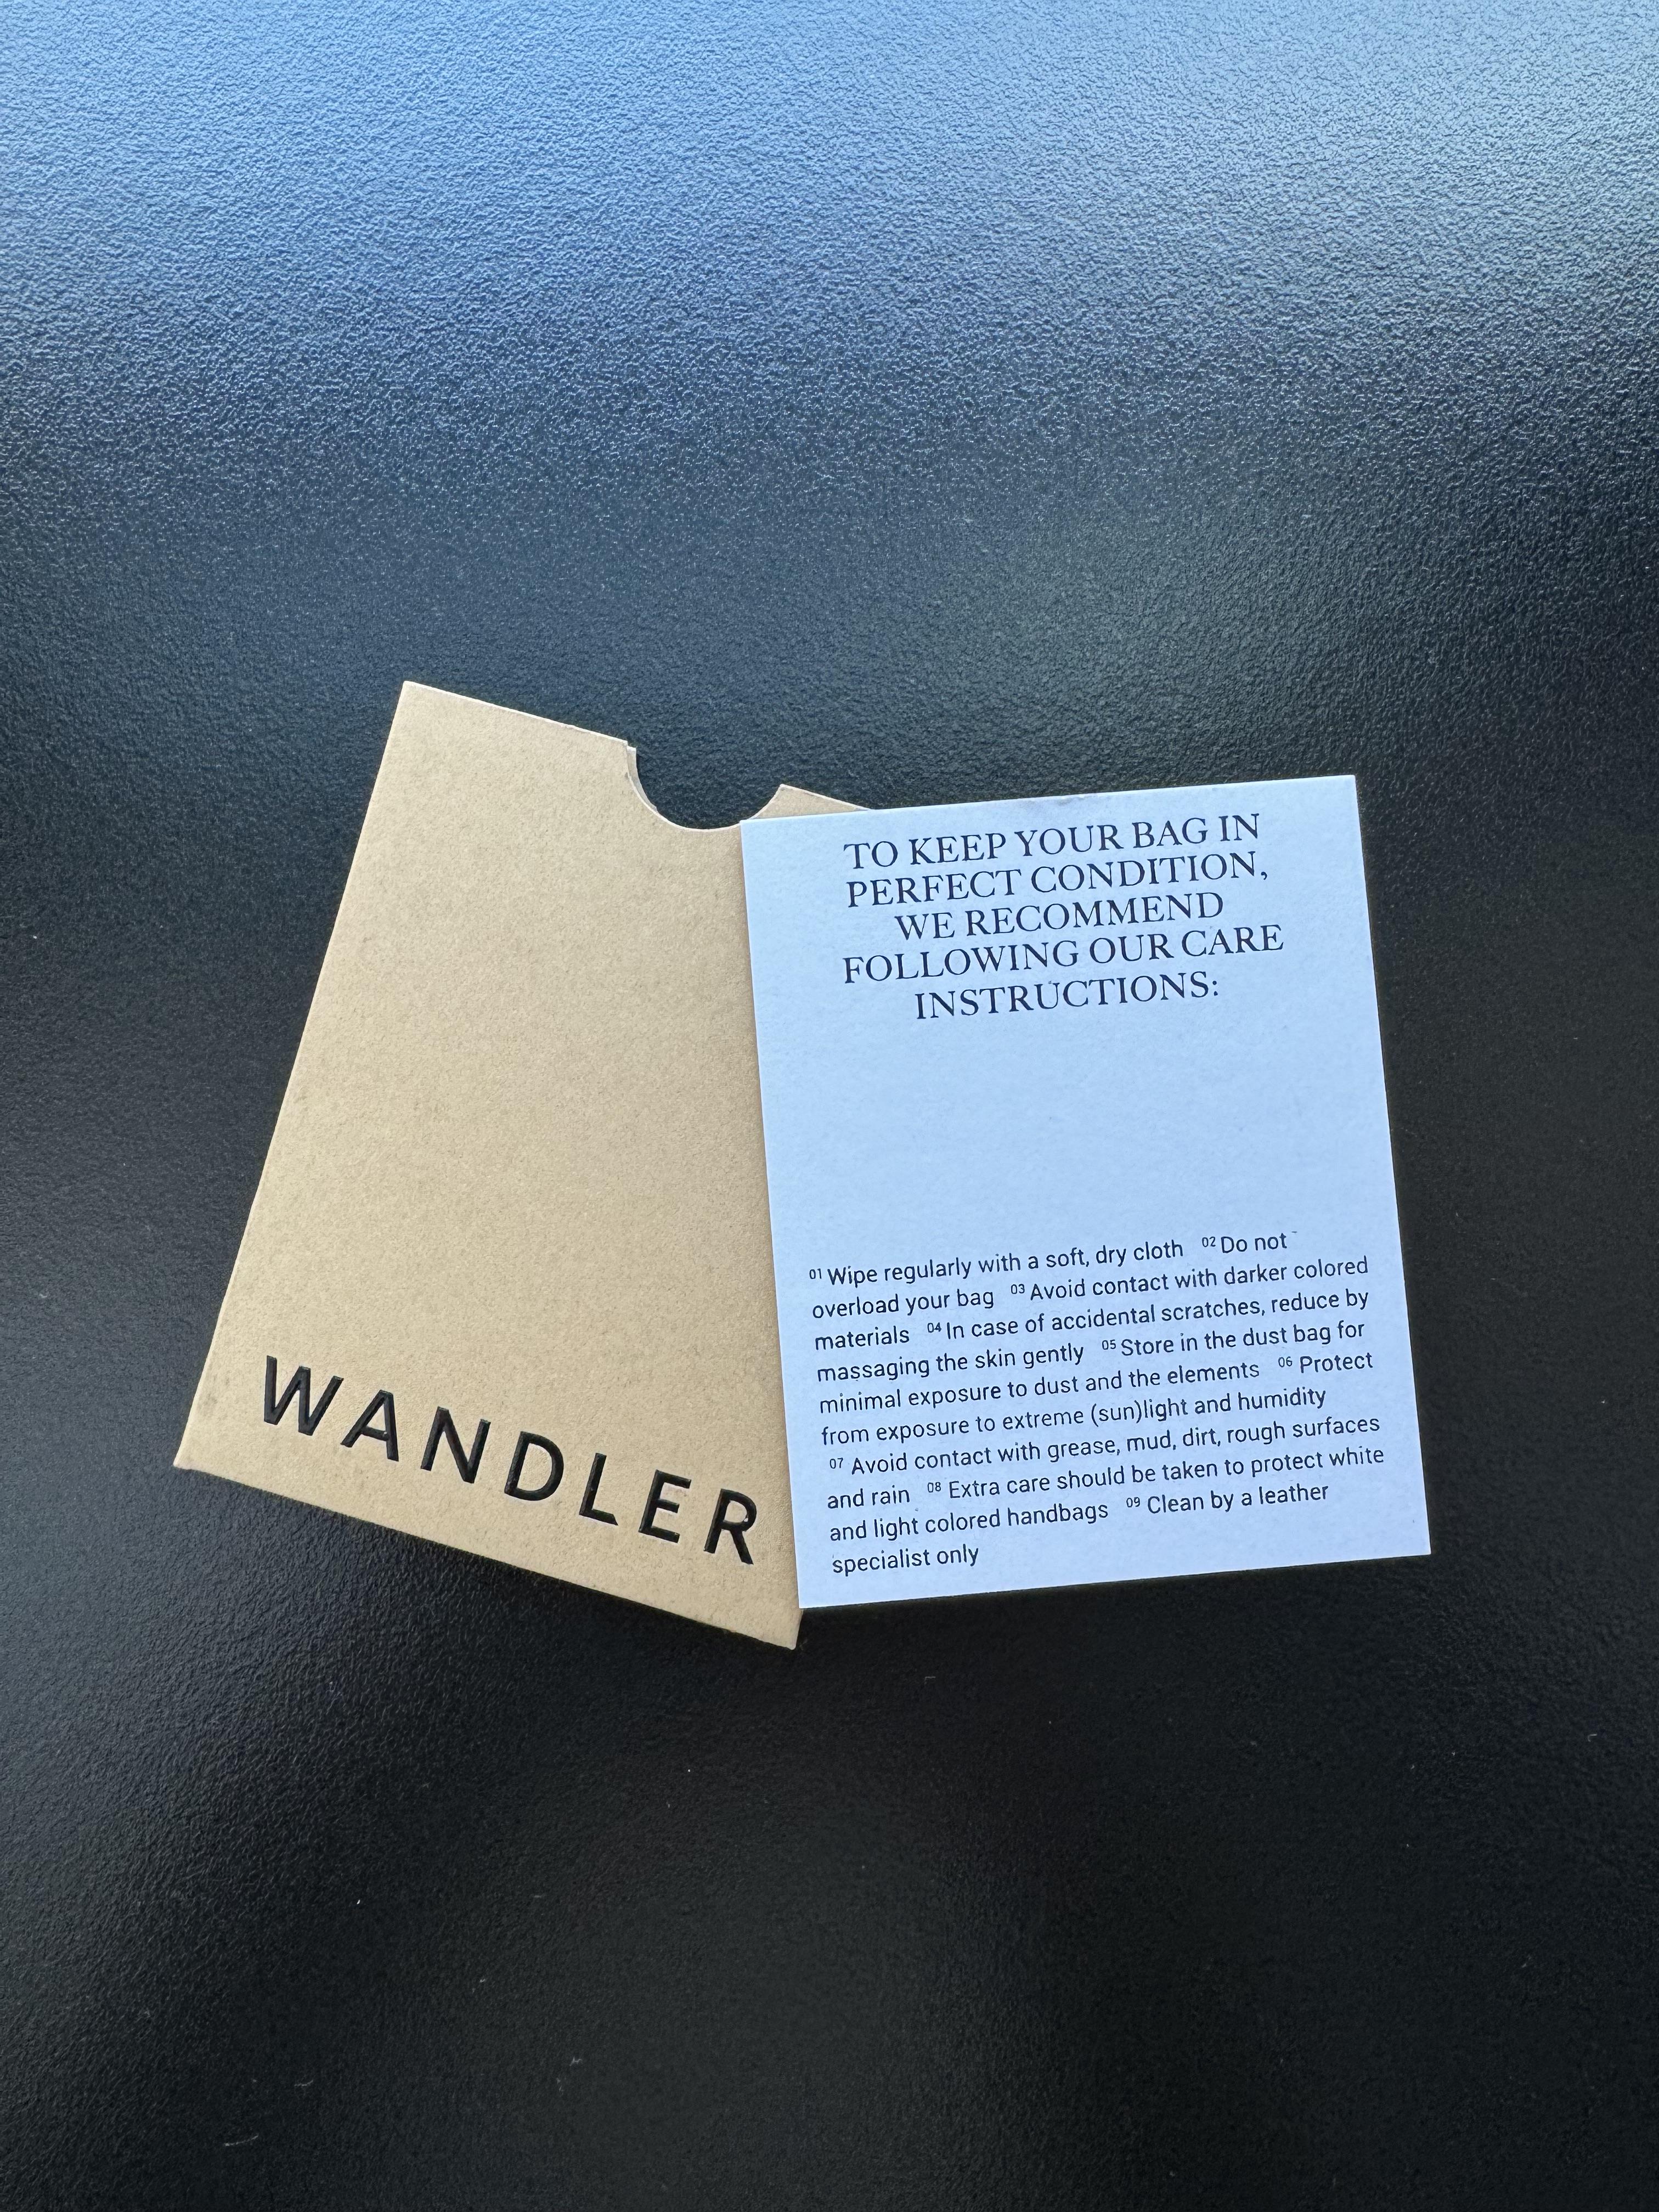 WANDLER
TO KEEP YOUR BAG IN
PERFECT CONDITION,
WE RECOMMEND
FOLLOWING OUR CARE
INSTRUCTIONS:
01 Wipe regularly with a soft, dry cloth 02 Do not
overload your bag 03 Avoid contact with darker colored
materials 04 In case of accidental scratches, reduce by
massaging the skin gently 05 Store in the dust bag for
minimal exposure to dust and the elements 06 Protect
from exposure to extreme (sun)light and humidity
07 Avoid contact with grease, mud, dirt, rough surfaces
and rain 08 Extra care should be taken to protect white
and light colored handbags 09 Clean by a leather
specialist only